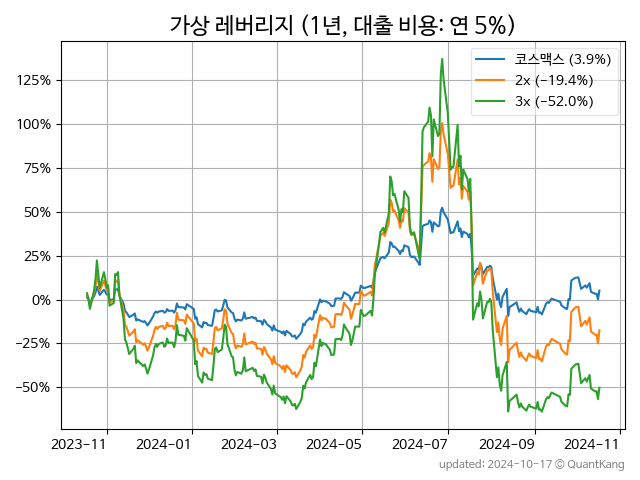 가상 레버리지 (1년, 대출 비용: 연 5%)
코스맥스 (3.9%)
2x (−19.4%)
3x (−52.0%)
125%
100%
75%
50%
25%
0%
−25%
−50%
2023-11 2024-01 2024-03 2024-05 2024-07 2024-09 2024-11
updated: 2024-10-17 © QuantKang